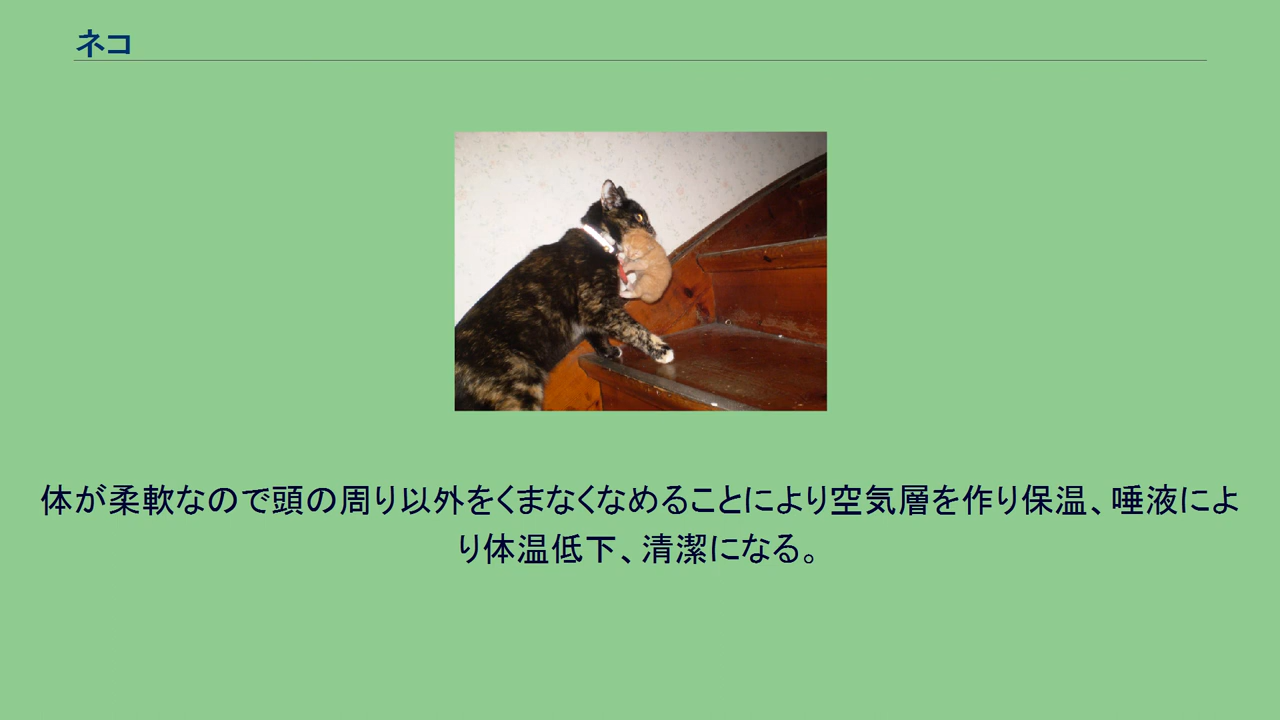 ネコ
体が柔軟なので頭の周り以外をくまなくなめることにより空気層を作り保温、唾液によ
り体温低下、清潔になる。